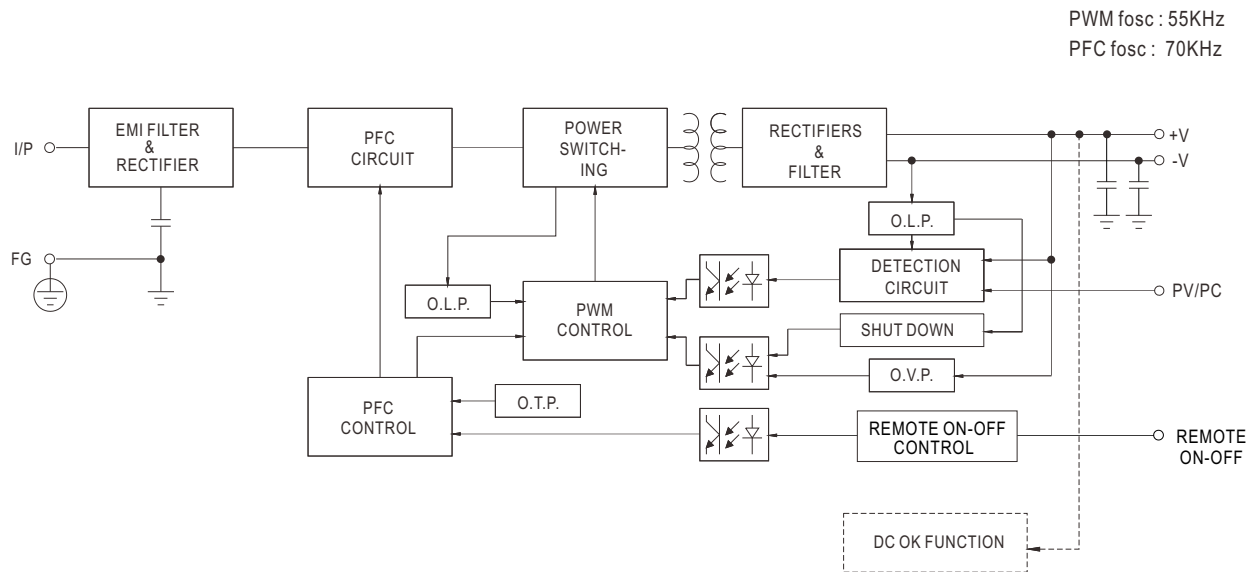 PWM fosc : 55KHz
PFC fosc : 70KHz
I/P
EMI FILTER
&
RECTIFIER
PFC
CIRCUIT
POWER
SWITCH-
ING
RECTIFIERS
&
FILTER
+V
-V
O.L.P.
FG
DETECTION
CIRCUIT
PV/PC
O.L.P.
PWM
CONTROL
SHUT DOWN
O.V.P.
O.T.P.
PFC
CONTROL
REMOTE ON-OFF
CONTROL
REMOTE
ON-OFF
DC OK FUNCTION